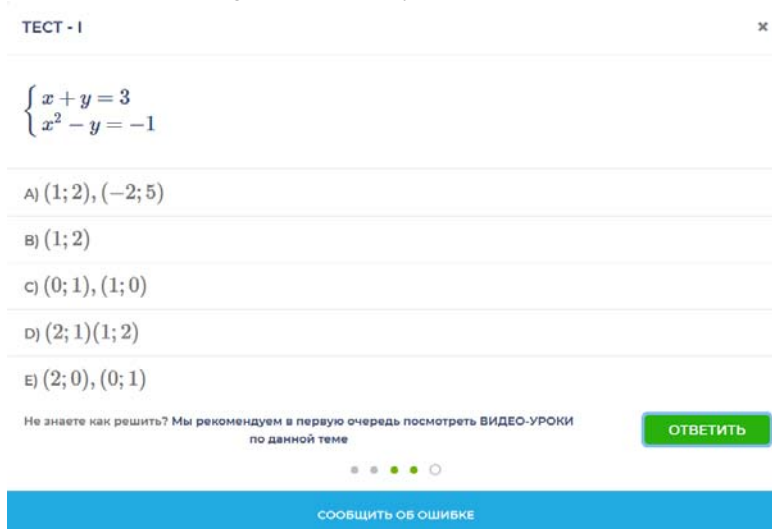 ТЕСТ - I ×
{ x + y = 3
x² − y = −1
A) (1; 2), (−2; 5)
B) (1; 2)
C) (0; 1), (1; 0)
D) (2; 1)(1; 2)
E) (2; 0), (0; 1)
Не знаете как решить? Мы рекомендуем в первую очередь посмотреть ВИДЕО-УРОКИ
по данной теме
ОТВЕТИТЬ
СООБЩИТЬ ОБ ОШИБКЕ